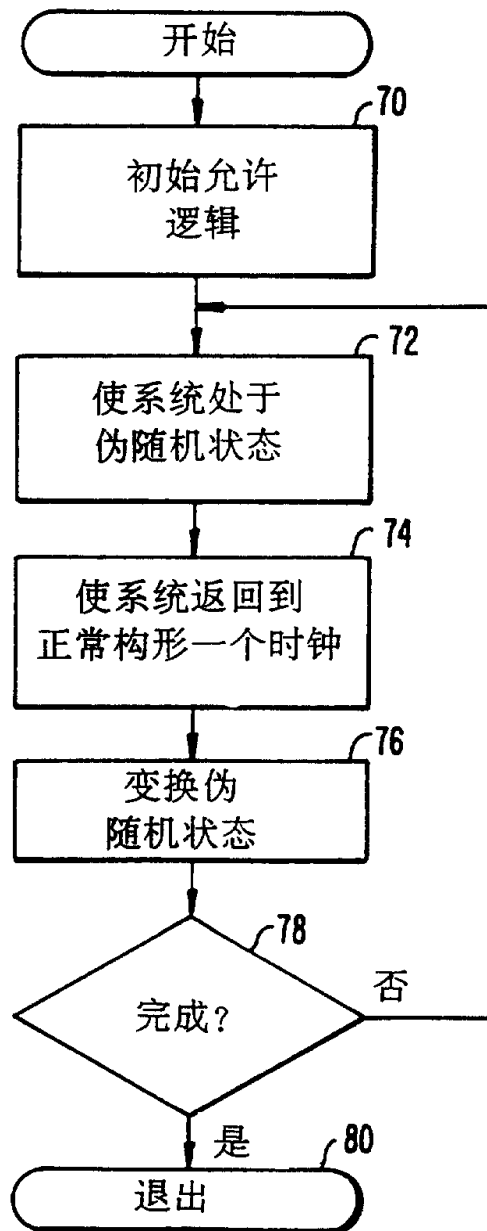 开始
70
初始允许
逻辑
72
使系统处于
伪随机状态
74
使系统返回到
正常构形一个时钟
76
变换伪
随机状态
78
完成?
否
是
80
退出